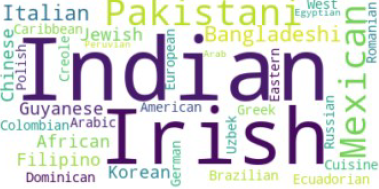 Italian
Pakistani
West
Egyptian
Romanian
Chinese
Caribbean
Polish
Creole
Jewish
Peruvian
European
Bangladeshi
Arab
Mexican
Indian
Eastern
Guyanese
American
Irish
Colombian
Arabic
Uzbek
Greek
Russian
African
Filipino
German
Korean
Brazilian
Cuisine
Dominican
Ecuadorian